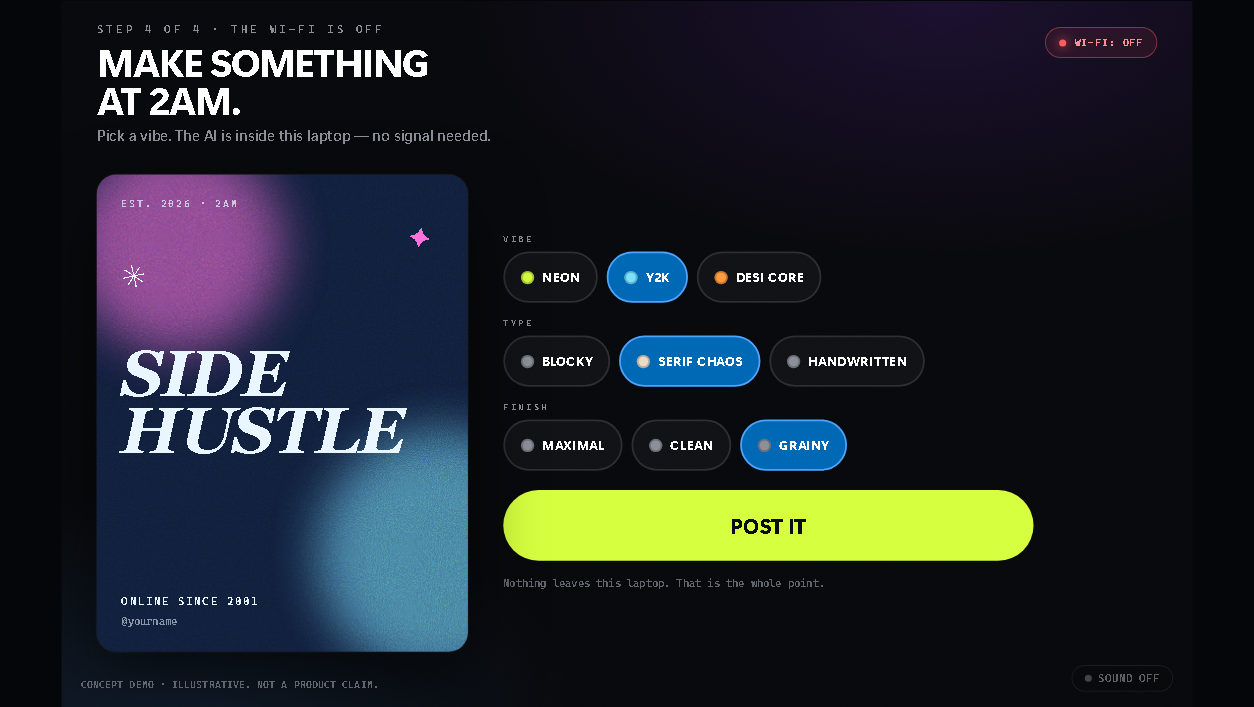 STEP 4 OF 4 · THE WI-FI IS OFF
WI-FI: OFF
MAKE SOMETHING
AT 2AM.
Pick a vibe. The AI is inside this laptop — no signal needed.
EST. 2026 · 2AM
SIDE
HUSTLE
ONLINE SINCE 2001
@yourname
VIBE
NEON
Y2K
DESI CORE
TYPE
BLOCKY
SERIF CHAOS
HANDWRITTEN
FINISH
MAXIMAL
CLEAN
GRAINY
POST IT
Nothing leaves this laptop. That is the whole point.
CONCEPT DEMO · ILLUSTRATIVE. NOT A PRODUCT CLAIM.
SOUND OFF